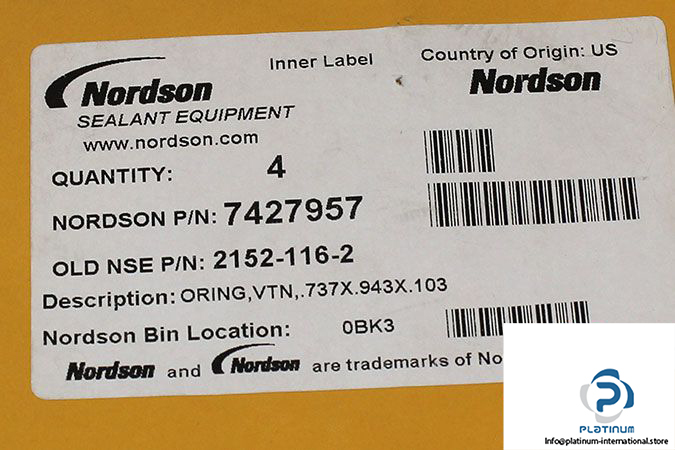 Nordson
Inner Label
Country of Origin: US
Nordson
SEALANT EQUIPMENT
www.nordson.com
QUANTITY: 4
NORDSON P/N: 7427957
OLD NSE P/N: 2152-116-2
Description: ORING,VTN,.737X.943X.103
Nordson Bin Location: 0BK3
Nordson and Nordson are trademarks of No
PLATINUM
Info@platinum-international.store